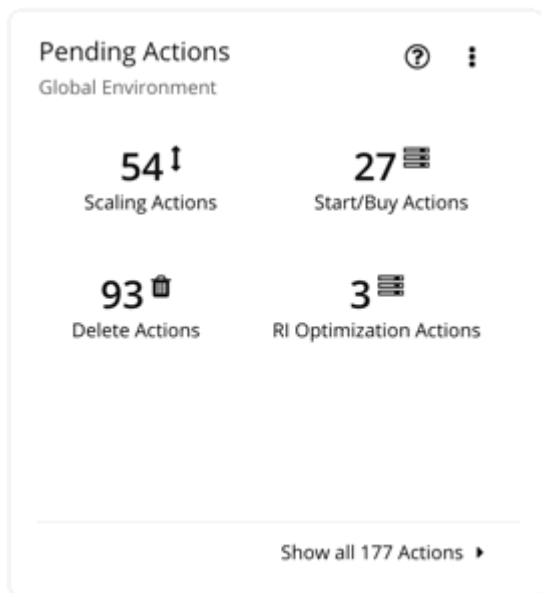 Pending Actions
Global Environment
54
27
Scaling Actions
Start/Buy Actions
93
3
Delete Actions
RI Optimization Actions
Show all 177 Actions